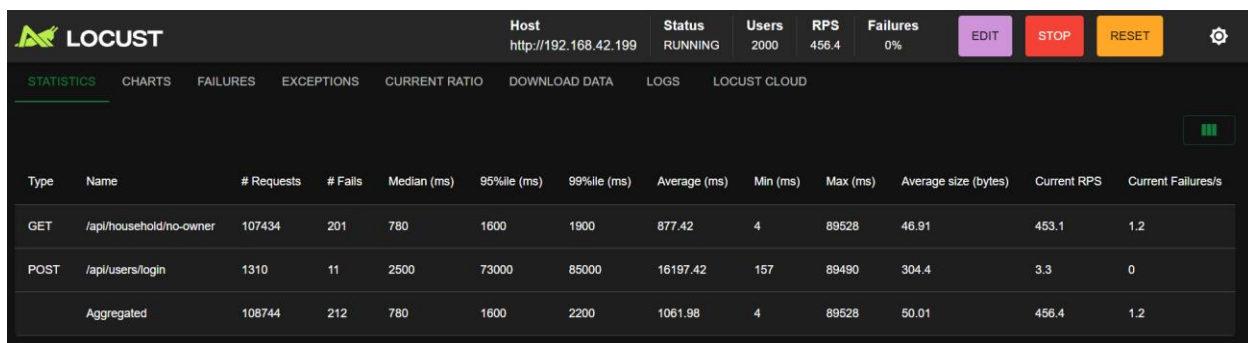 LOCUST
Host Status Users RPS Failures
http://192.168.42.199 RUNNING 2000 456.4 0%
EDIT STOP RESET
STATISTICS CHARTS FAILURES EXCEPTIONS CURRENT RATIO DOWNLOAD DATA LOGS LOCUST CLOUD
Type Name # Requests # Fails Median (ms) 95%ile (ms) 99%ile (ms) Average (ms) Min (ms) Max (ms) Average size (bytes) Current RPS Current Failures/s
GET /api/household/no-owner 107434 201 780 1600 1900 877.42 4 89528 46.91 453.1 1.2
POST /api/users/login 1310 11 2500 73000 85000 16197.42 157 89490 304.4 3.3 0
Aggregated 108744 212 780 1600 2200 1061.98 4 89528 50.01 456.4 1.2